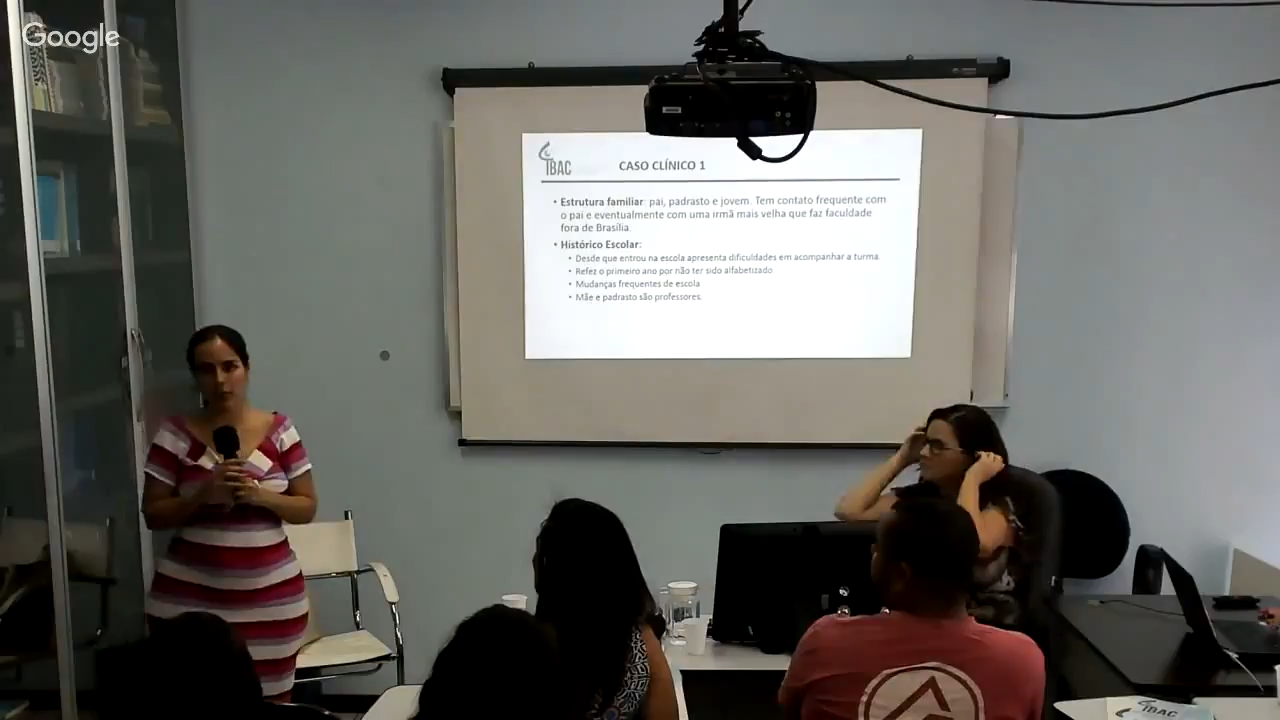 Google
IBAC
CASO CLÍNICO 1
• Estrutura familiar: pai, padrasto e jovem. Tem contato frequente com
o pai e eventualmente com uma irmã mais velha que faz faculdade
fora de Brasília.
• Histórico Escolar:
• Desde que entrou na escola apresenta dificuldades em acompanhar a turma.
• Refez o primeiro ano por não ter sido alfabetizado
• Mudanças frequentes de escola
• Mãe e padrasto são professores.
IBAC